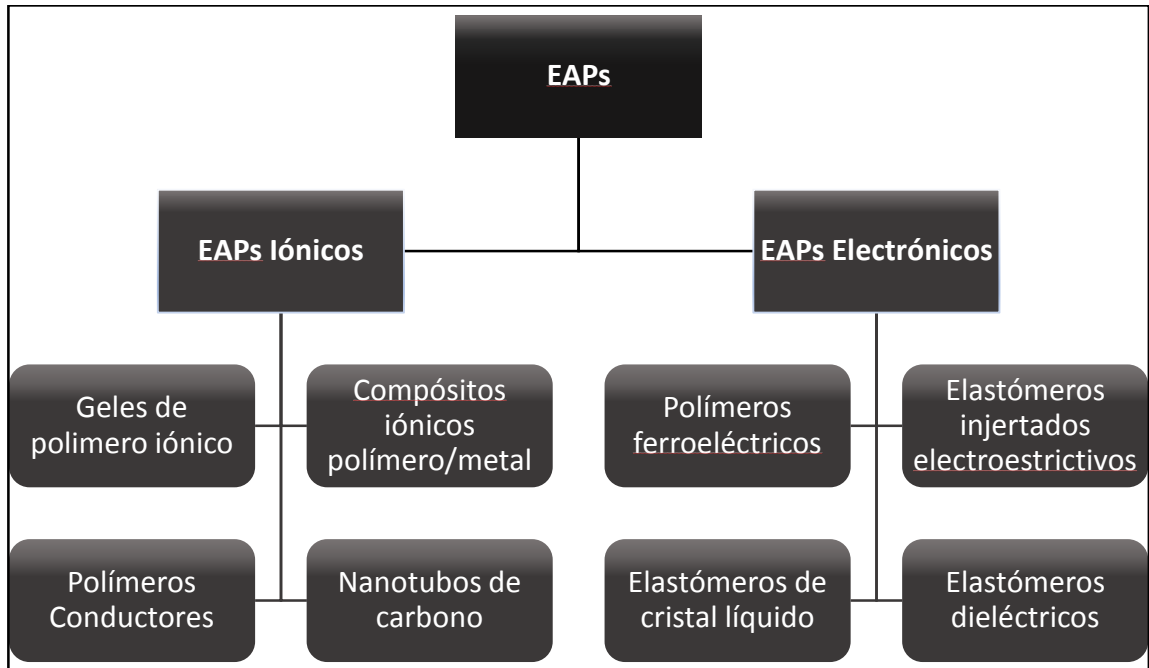 EAPs
EAPs Iónicos
EAPs Electrónicos
Geles de
polimero iónico
Compósitos
iónicos
polímero/metal
Polímeros
ferroeléctricos
Elastómeros
injertados
electroestrictivos
Polímeros
Conductores
Nanotubos de
carbono
Elastómeros de
cristal líquido
Elastómeros
dieléctricos